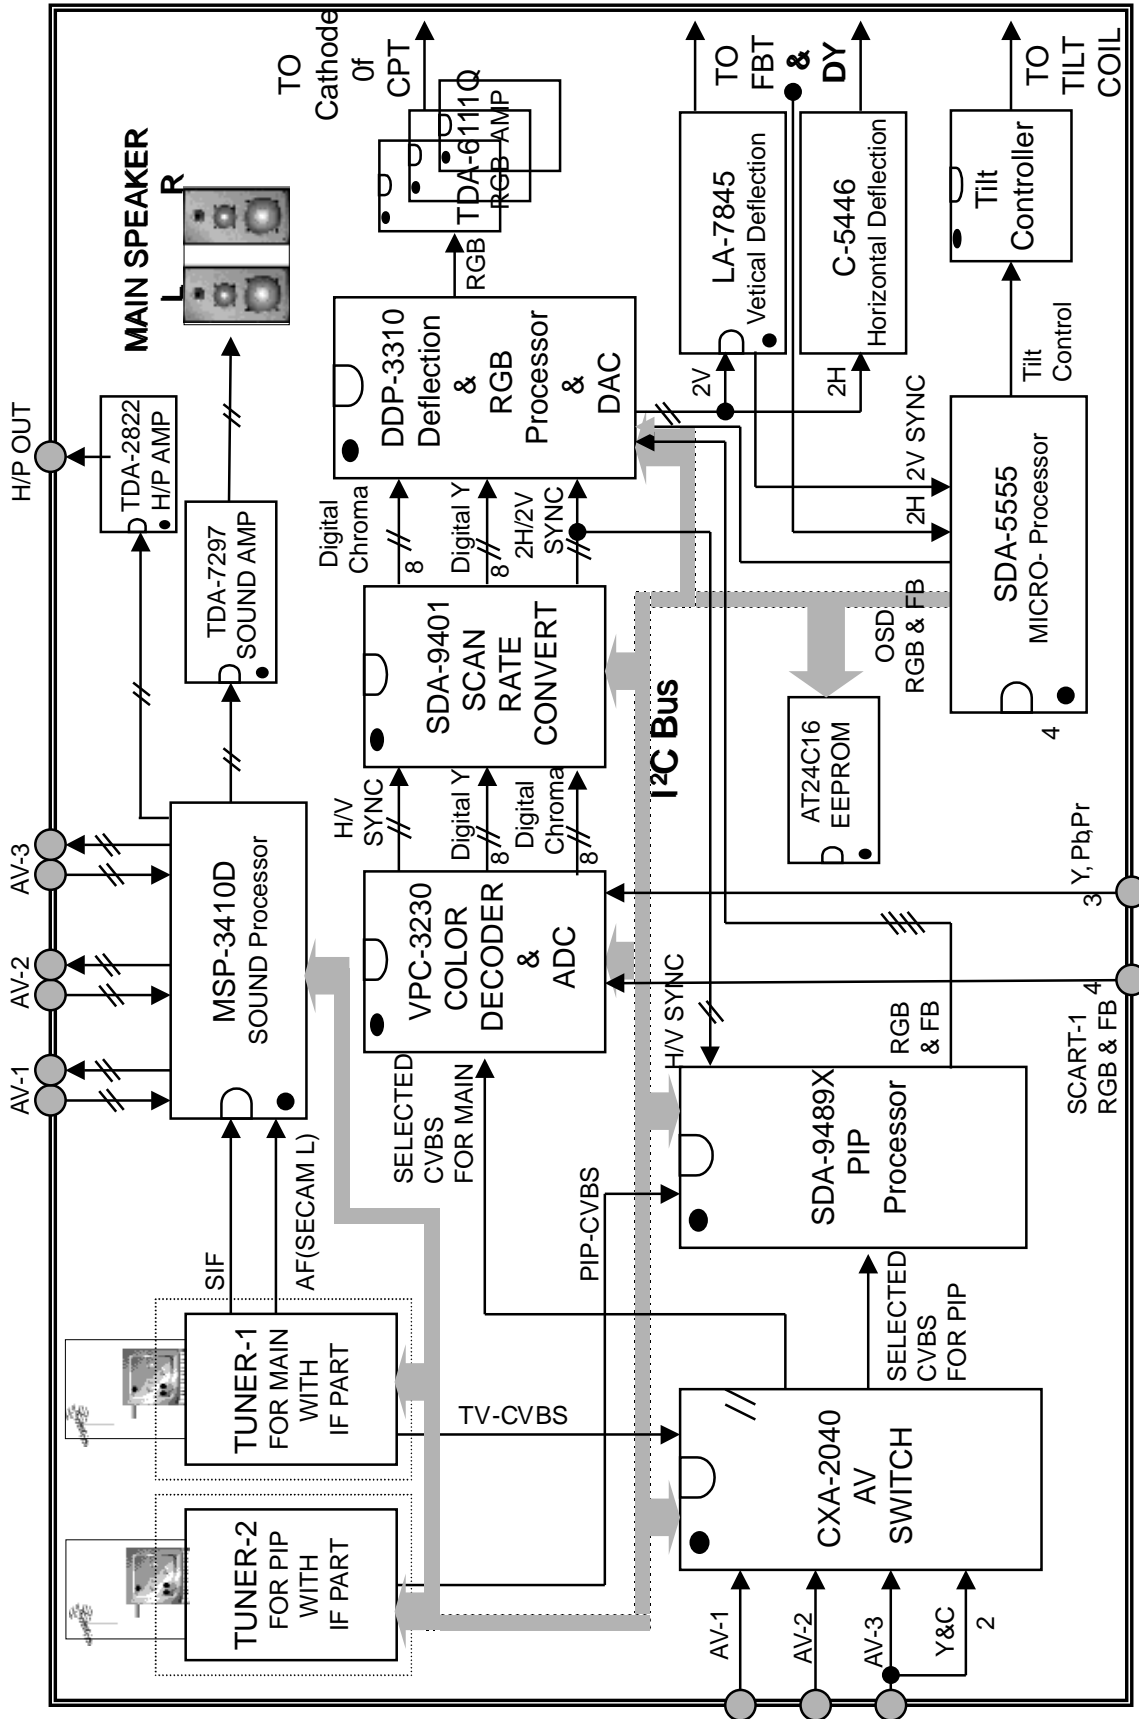 TUNER-2
FOR PIP
WITH
IF PART
TUNER-1
FOR MAIN
WITH
IF PART
SIF
AF(SECAM L)
TV-CVBS
PIP-CVBS
AV-1
AV-2
AV-3
Y&C
2
CXA-2040
AV
SWITCH
SELECTED
CVBS
FOR PIP
SELECTED
CVBS
FOR MAIN
AV-1
AV-2
AV-3
MSP-3410D
SOUND Processor
H/P OUT
TDA-2822
H/P AMP
TDA-7297
SOUND AMP
MAIN SPEAKER
L
R
VPC-3230
COLOR
DECODER
&
ADC
H/V
SYNC
Digital Y
8
Digital
Chroma
8
SDA-9401
SCAN
RATE
CONVERT
Digital
Chroma
8
Digital Y
8
2H/2V
SYNC
DDP-3310
Deflection
&
RGB
Processor
&
DAC
RGB
TDA-6111Q
RGB AMP
TO
Cathode
0f
CPT
SDA-9489X
PIP
Processor
H/V SYNC
RGB
& FB
SCART-1
RGB & FB
4
Y,Pb,Pr
3
I²C Bus
AT24C16
EEPROM
OSD
RGB & FB
SDA-5555
MICRO- Processor
4
2H
2V SYNC
2V
2H
LA-7845
Vetical Deflection
C-5446
Horizontal Deflection
TO
FBT
&
DY
Tilt
Control
Tilt
Controller
TO
TILT
COIL